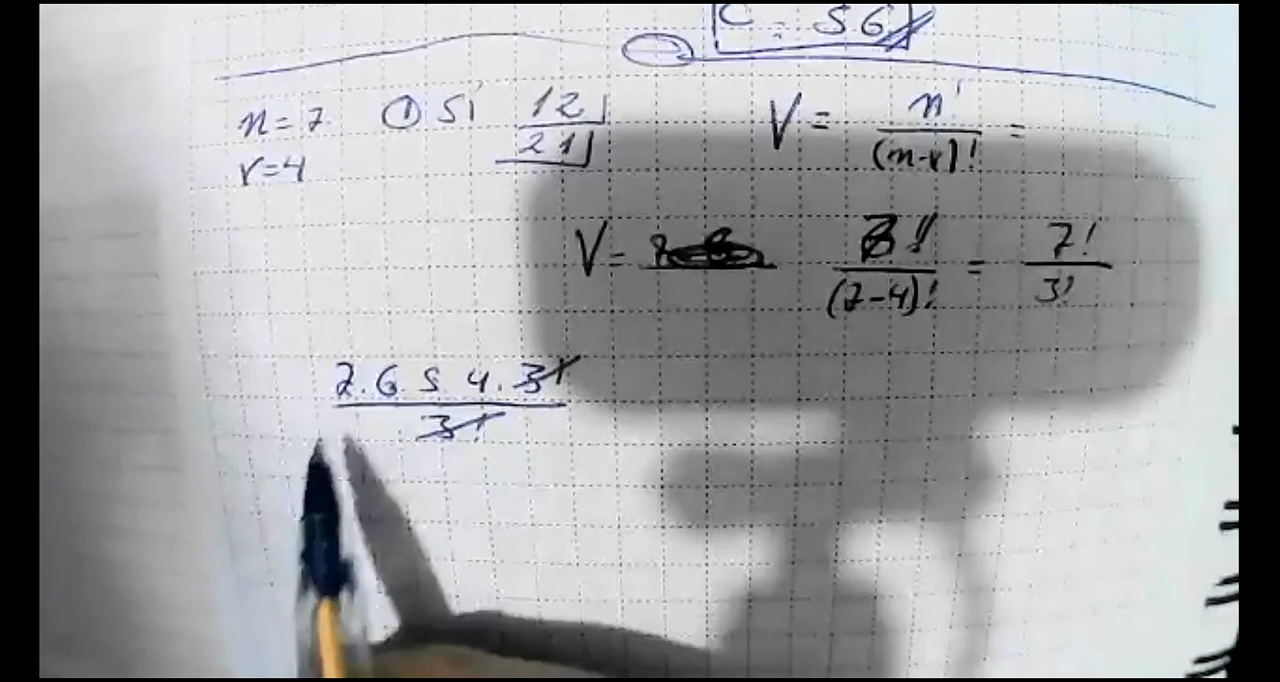 C = 56
n = 7 ① Si 12 V = n! / (n-r)! =
r = 4 21
V = 7! / (7-4)! = 7! / 3!
7.6.5.4.3!
3!